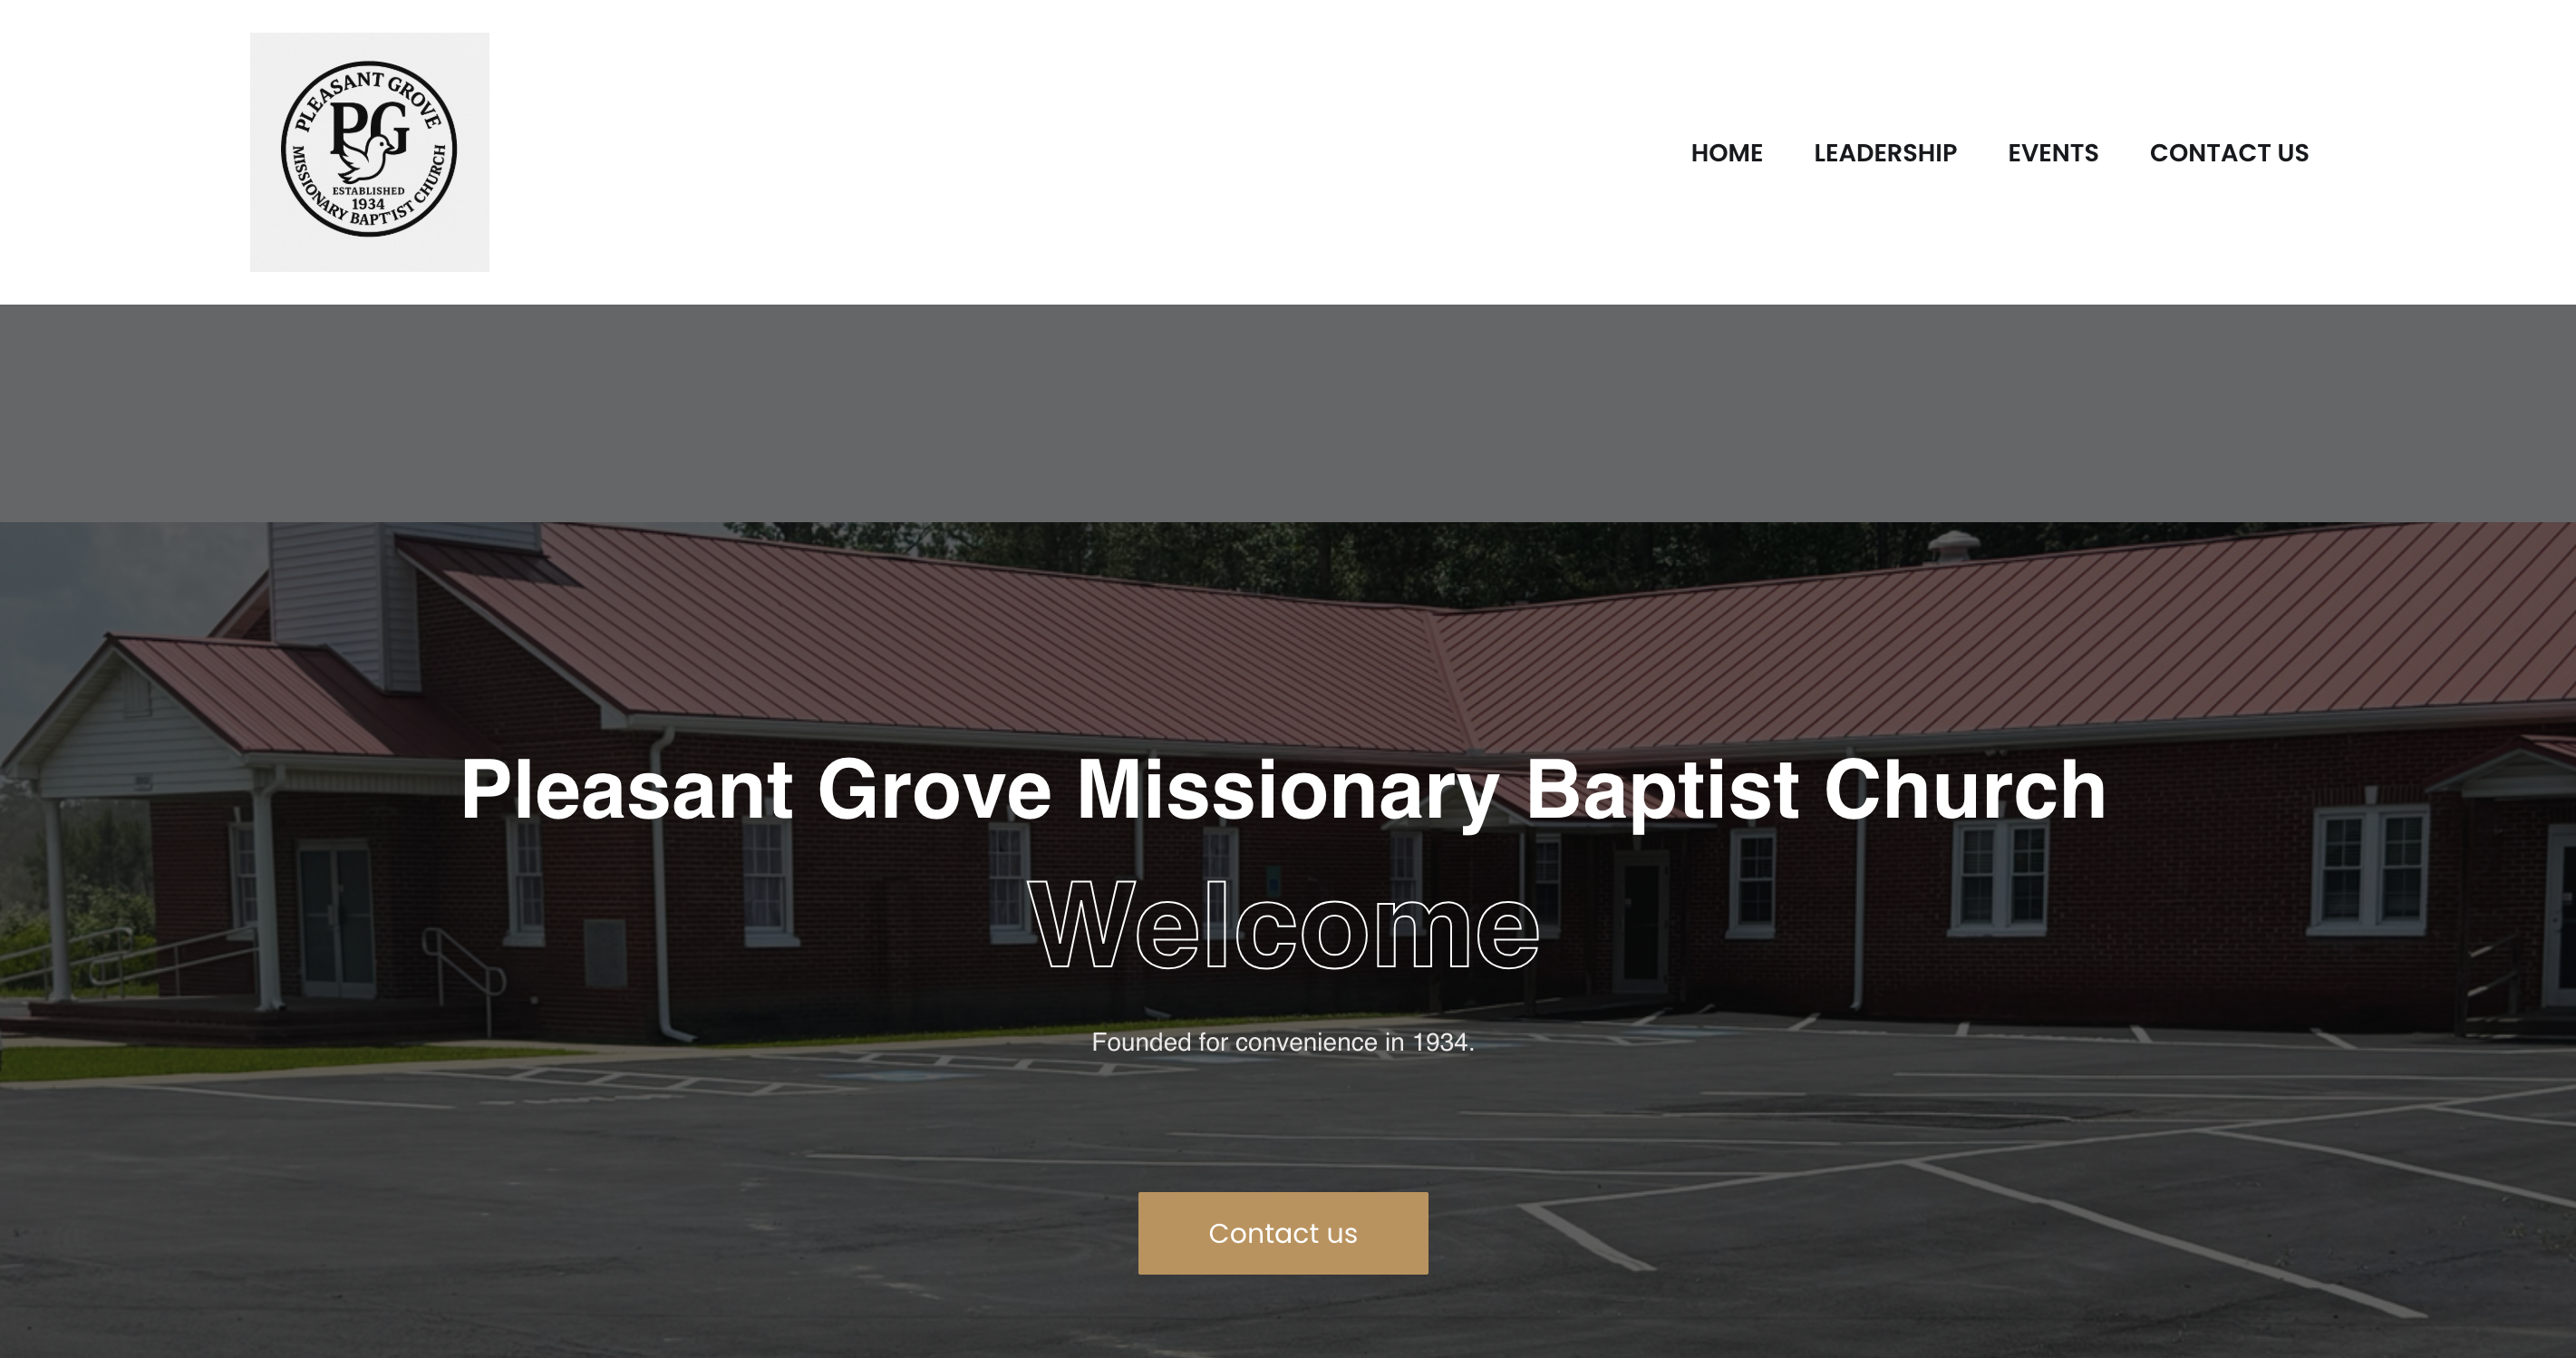 PLEASANT GROVE
PG
ESTABLISHED
1934
MISSIONARY BAPTIST CHURCH
HOME
LEADERSHIP
EVENTS
CONTACT US
Pleasant Grove Missionary Baptist Church
Welcome
Founded for convenience in 1934.
Contact us